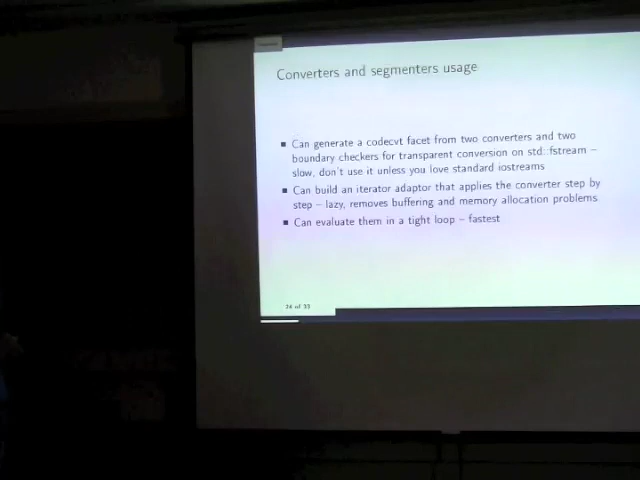 Converters and segmenters usage
Can generate a codecvt facet from two converters and two
boundary checkers for transparent conversion on std::fstream –
slow, don't use it unless you love standard iostreams
Can build an iterator adaptor that applies the converter step by
step – lazy, removes buffering and memory allocation problems
Can evaluate them in a tight loop – fastest
of 33